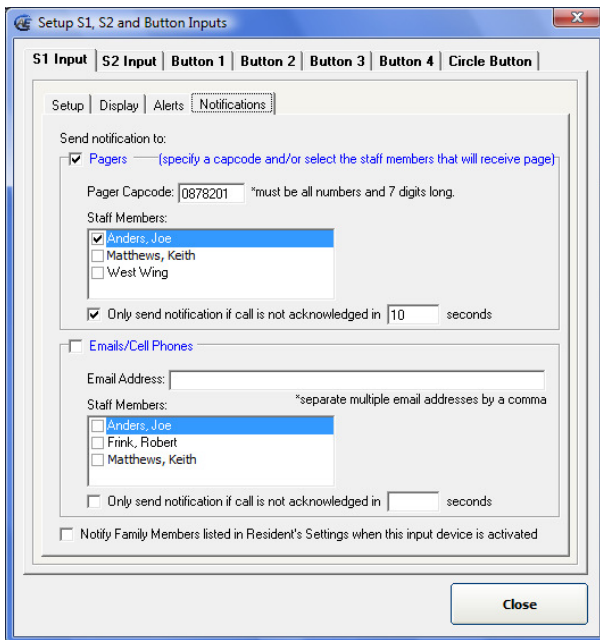 Setup S1, S2 and Button Inputs
S1 Input S2 Input Button 1 Button 2 Button 3 Button 4 Circle Button
Setup Display Alerts Notifications
Send notification to:
Pagers (specify a capcode and/or select the staff members that will receive page)
Pager Capcode: 0878201 *must be all numbers and 7 digits long.
Staff Members:
Anders, Joe
Matthews, Keith
West Wing
Only send notification if call is not acknowledged in 10 seconds
Emails/Cell Phones
Email Address:
*separate multiple email addresses by a comma
Staff Members:
Anders, Joe
Frink, Robert
Matthews, Keith
Only send notification if call is not acknowledged in seconds
Notify Family Members listed in Resident's Settings when this input device is activated
Close